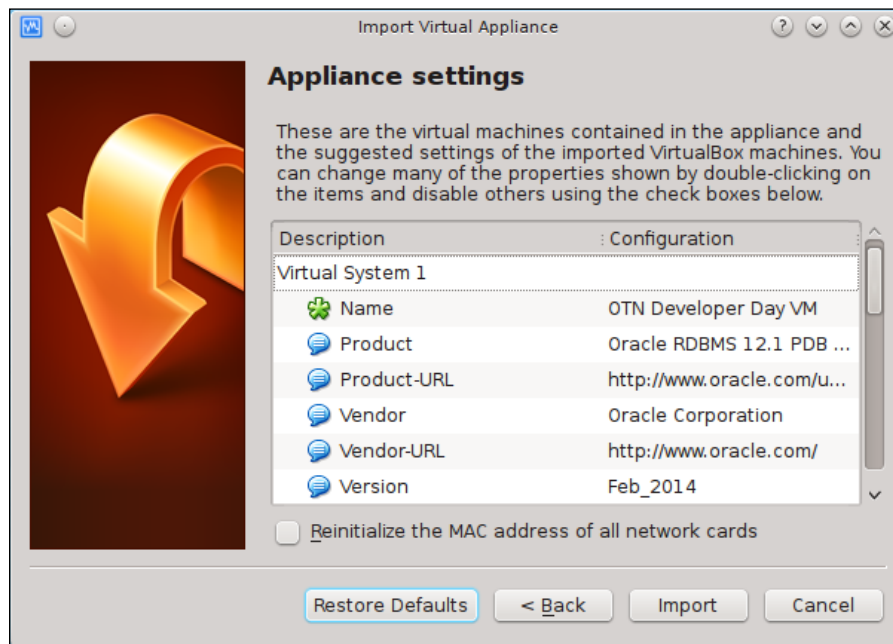 Import Virtual Appliance
Appliance settings
These are the virtual machines contained in the appliance and
the suggested settings of the imported VirtualBox machines. You
can change many of the properties shown by double-clicking on
the items and disable others using the check boxes below.
Description Configuration
Virtual System 1
Name OTN Developer Day VM
Product Oracle RDBMS 12.1 PDB ...
Product-URL http://www.oracle.com/u...
Vendor Oracle Corporation
Vendor-URL http://www.oracle.com/
Version Feb_2014
Reinitialize the MAC address of all network cards
Restore Defaults < Back Import Cancel